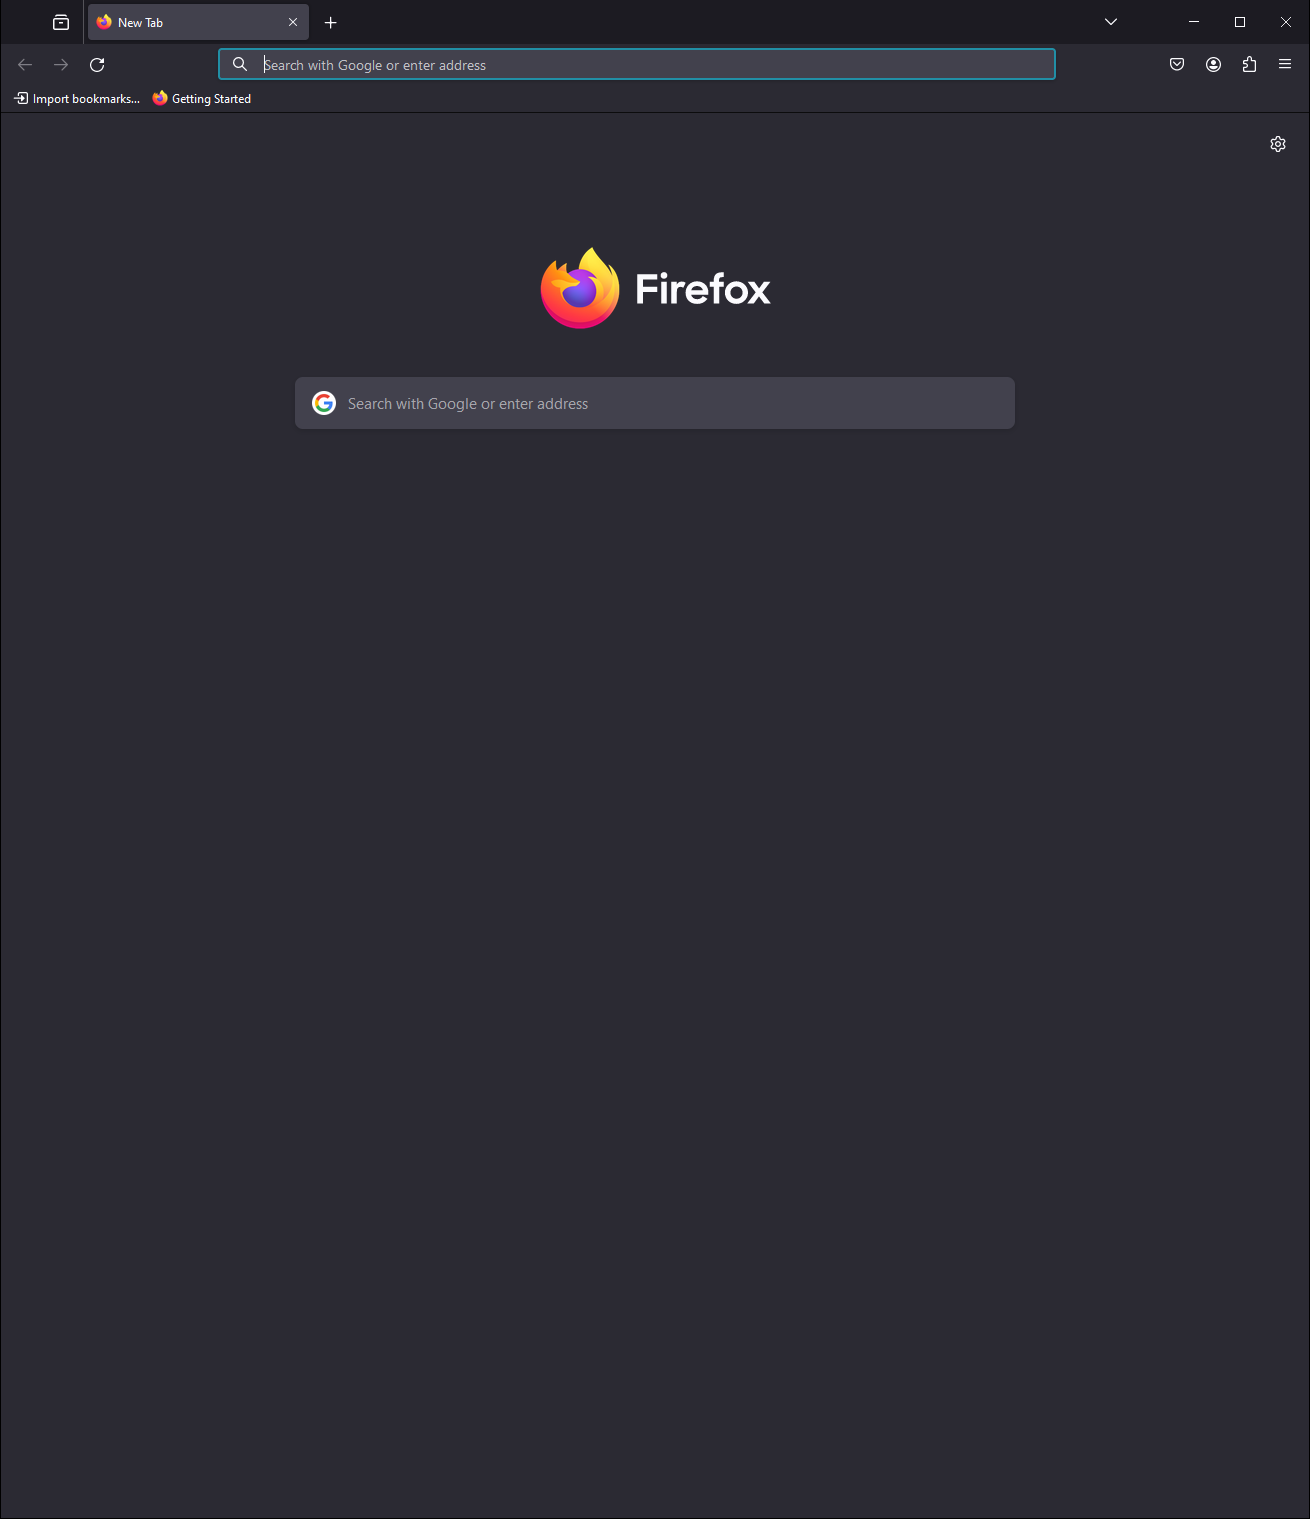 New Tab
Search with Google or enter address
Import bookmarks...
Getting Started
Firefox
Search with Google or enter address